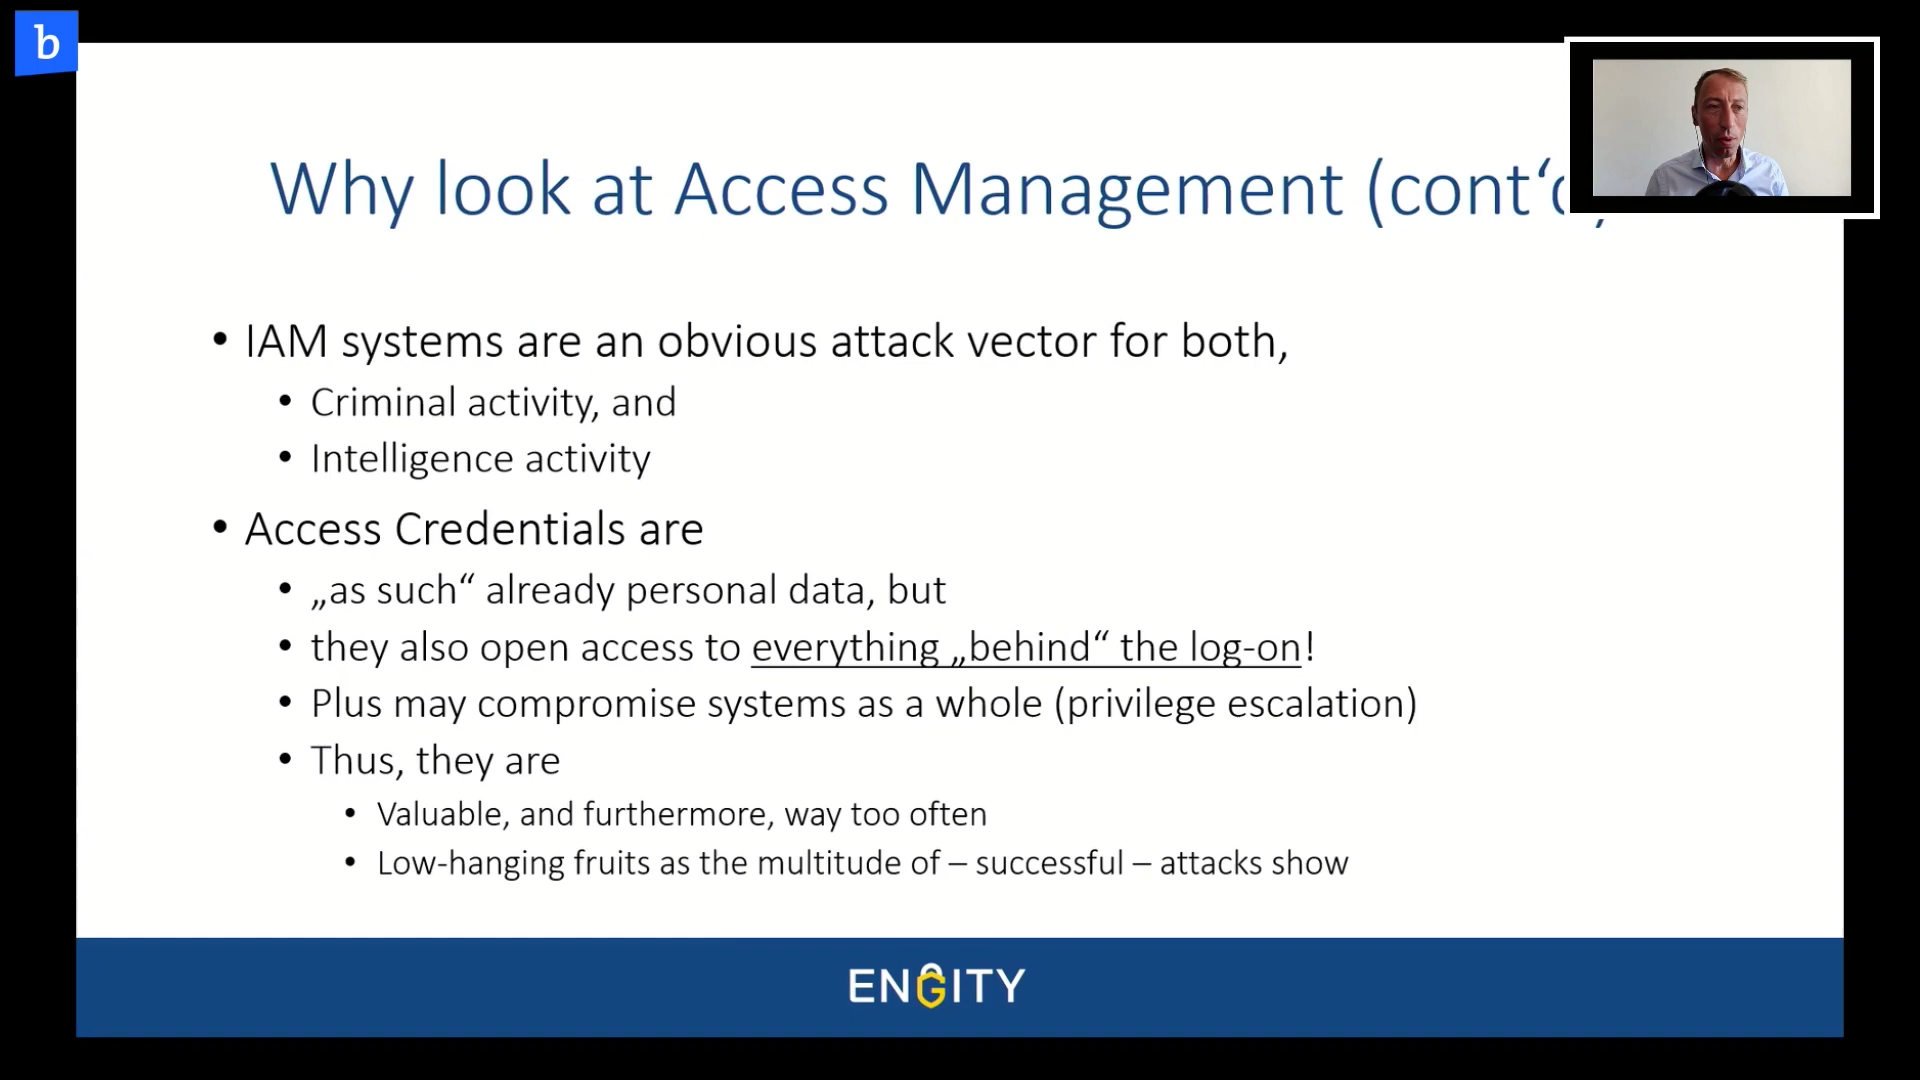 b
Why look at Access Management (cont‘
• IAM systems are an obvious attack vector for both,
• Criminal activity, and
• Intelligence activity
• Access Credentials are
• „as such“ already personal data, but
• they also open access to everything „behind“ the log-on!
• Plus may compromise systems as a whole (privilege escalation)
• Thus, they are
• Valuable, and furthermore, way too often
• Low-hanging fruits as the multitude of – successful – attacks show
ENGITY